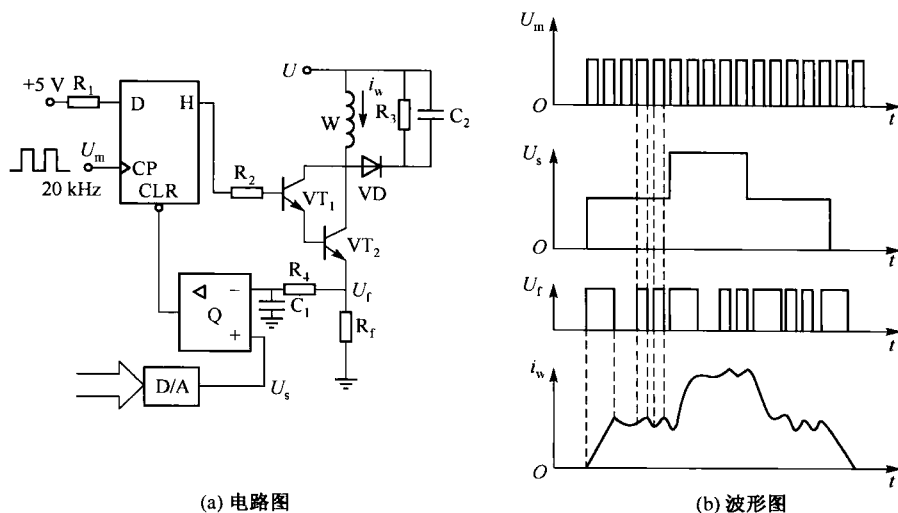 U
+5 V
R₁
D
H
U_m
CP
20 kHz
CLR
R₂
VT₁
VT₂
W
i_w
R₃
C₂
VD
R₄
U_f
C₁
R_f
−
Q
+
D/A
U_s
(a) 电路图
U_m
O
t
U_s
O
t
U_f
O
t
i_w
O
t
(b) 波形图